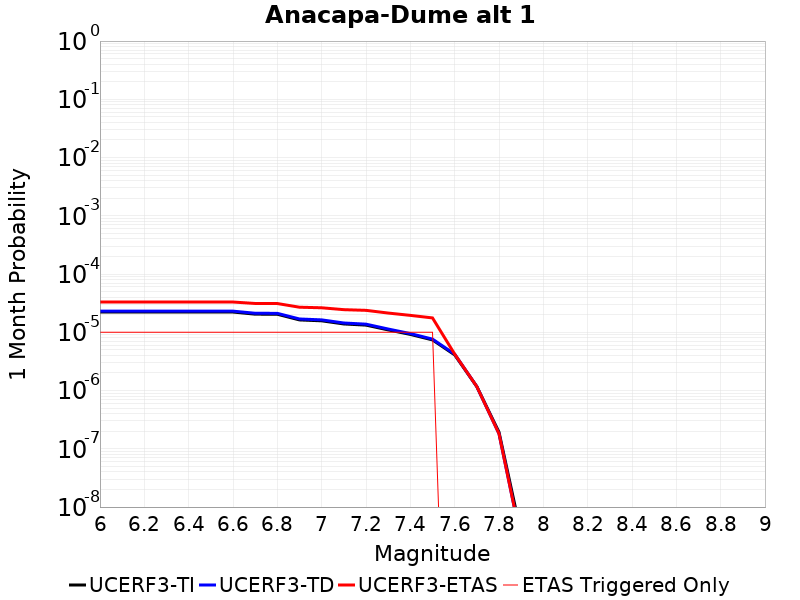 Anacapa-Dume alt 1
1 Month Probability
10^0
10^-1
10^-2
10^-3
10^-4
10^-5
10^-6
10^-7
10^-8
6 6.2 6.4 6.6 6.8 7 7.2 7.4 7.6 7.8 8 8.2 8.4 8.6 8.8 9
Magnitude
UCERF3-TI UCERF3-TD UCERF3-ETAS ETAS Triggered Only